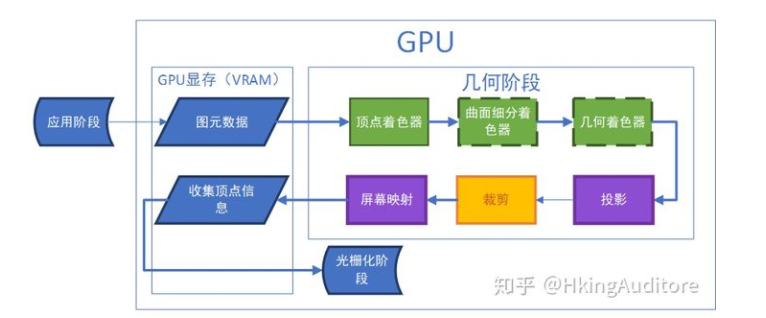 GPU
GPU显存（VRAM）
几何阶段
应用阶段
图元数据
顶点着色器
曲面细分着
色器
几何着色器
收集顶点信
息
屏幕映射
裁剪
投影
光栅化阶
段
知乎 @HkingAuditore